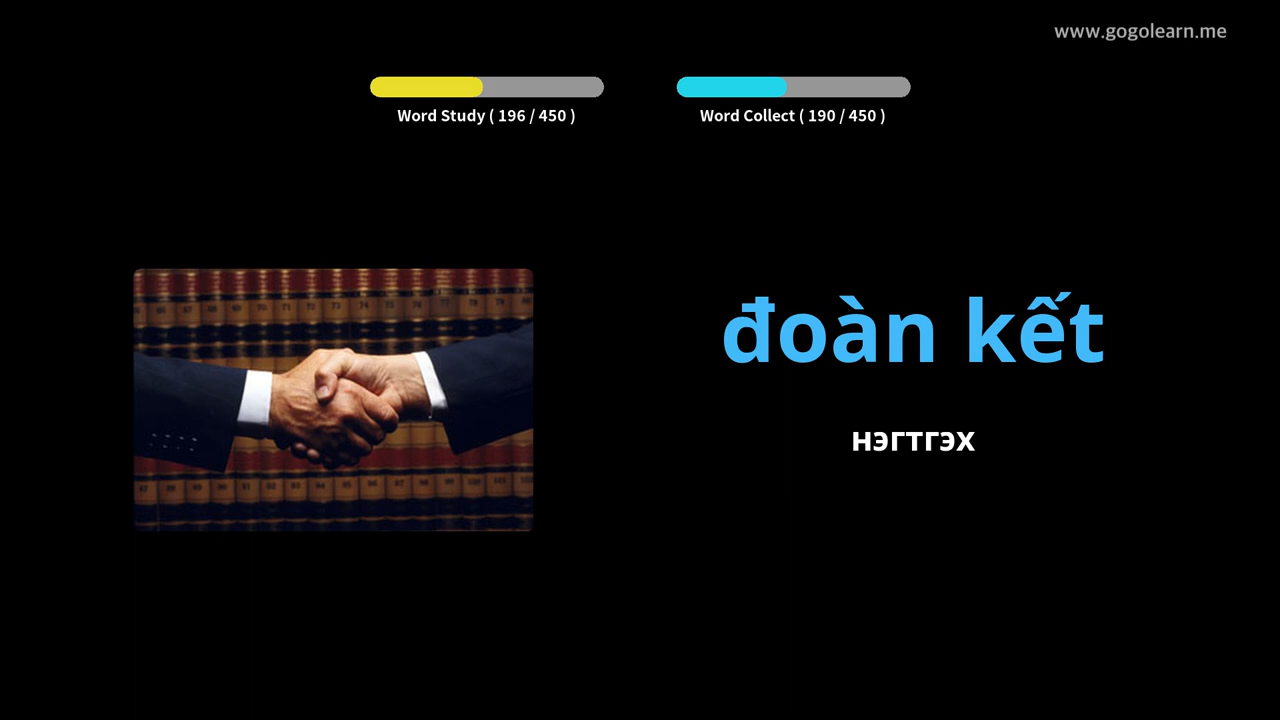 www.gogolearn.me
Word Study ( 196 / 450 )
Word Collect ( 190 / 450 )
đoàn kết
нэгтгэх